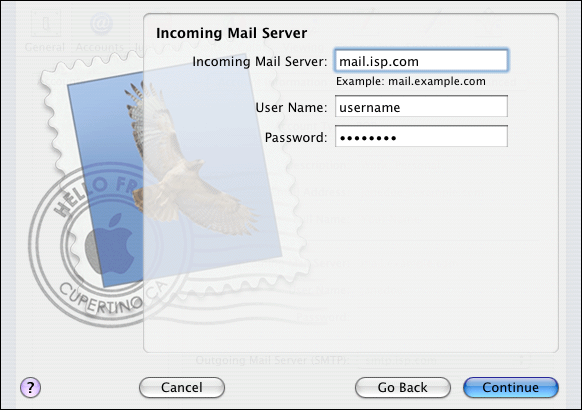 General
Accounts
Incoming Mail Server
Incoming Mail Server: mail.isp.com
Example: mail.example.com
User Name: username
Password: ••••••••
HELLO FR
CUPERTINO CA
Outgoing Mail Server (SMTP):
? Cancel Go Back Continue